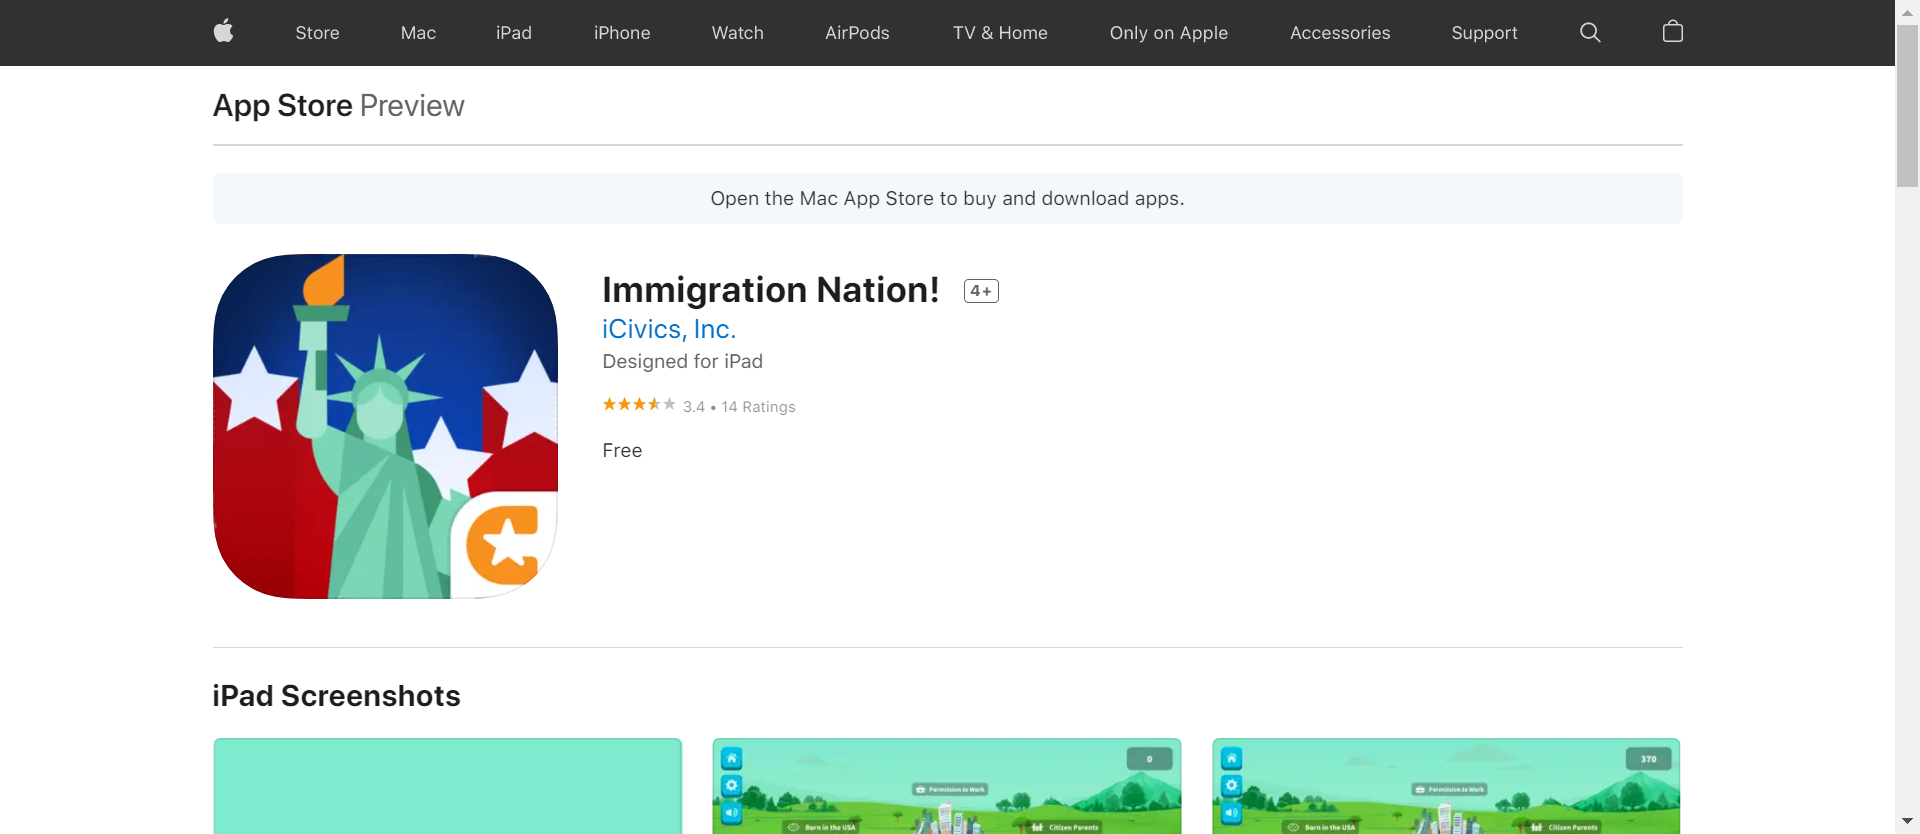 Store Mac iPad iPhone Watch AirPods TV & Home Only on Apple Accessories Support
App Store Preview
Open the Mac App Store to buy and download apps.
Immigration Nation! 4+
iCivics, Inc.
Designed for iPad
3.4 • 14 Ratings
Free
iPad Screenshots
0
Permission to Work
Born in the USA
Citizen Parents
370
Permission to Work
Born in the USA
Citizen Parents